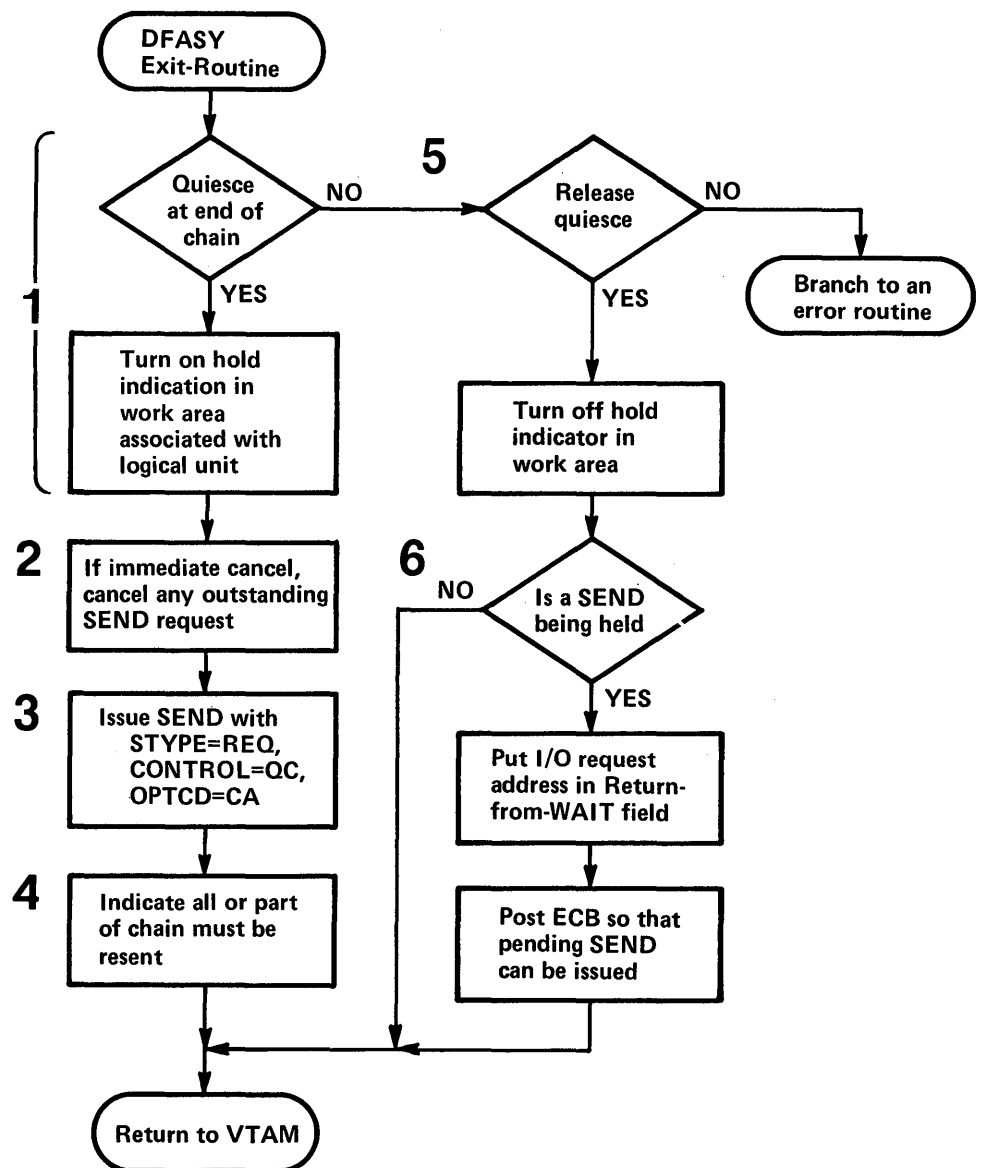 DFASY
Exit-Routine
1
Quiesce
at end of
chain
NO
YES
Turn on hold
indication in
work area
associated with
logical unit
2
If immediate cancel,
cancel any outstanding
SEND request
3
Issue SEND with
STYPE=REQ,
CONTROL=QC,
OPTCD=CA
4
Indicate all or part
of chain must be
resent
5
Release
quiesce
NO
Branch to an
error routine
YES
Turn off hold
indicator in
work area
6
NO
Is a SEND
being held
YES
Put I/O request
address in Return-
from-WAIT field
Post ECB so that
pending SEND
can be issued
Return to VTAM